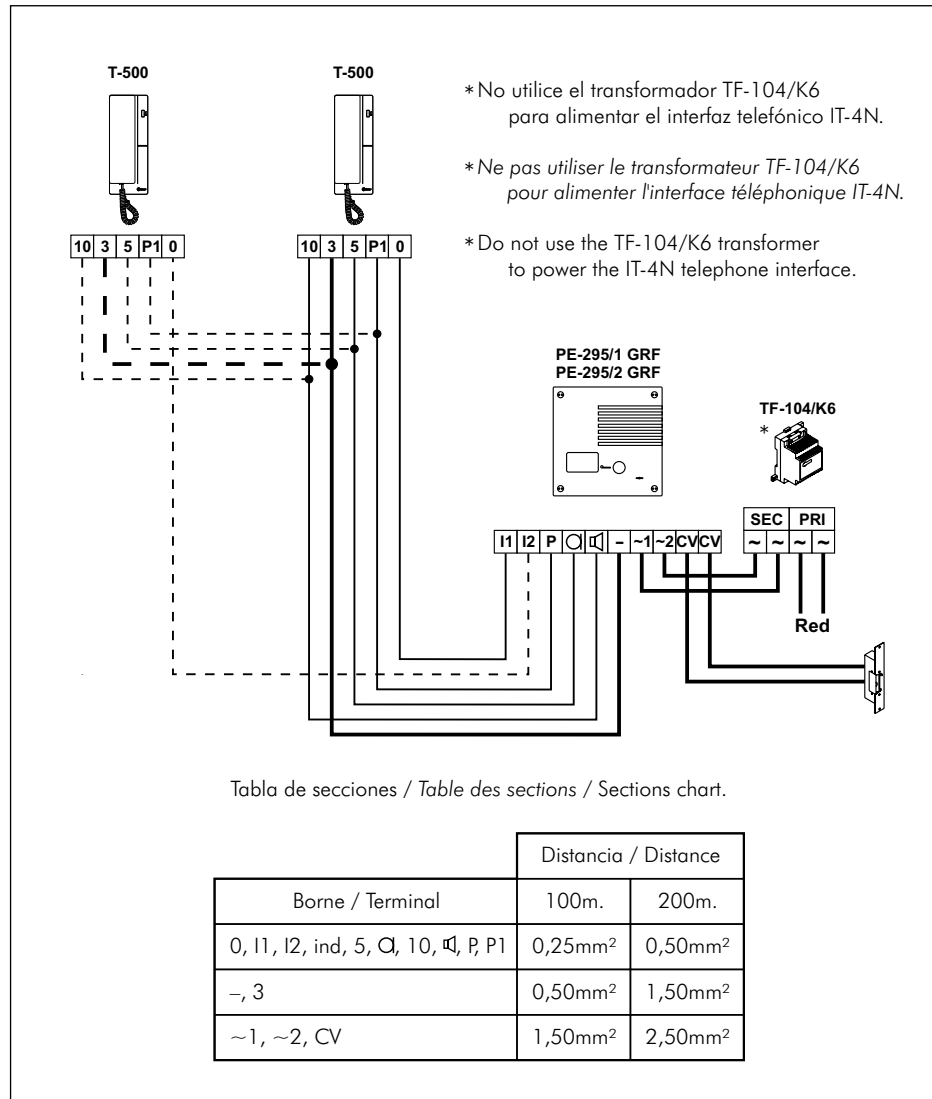 T-500
T-500
*No utilice el transformador TF-104/K6
para alimentar el interfaz telefónico IT-4N.
*Ne pas utiliser le transformateur TF-104/K6
pour alimenter l'interface téléphonique IT-4N.
*Do not use the TF-104/K6 transformer
to power the IT-4N telephone interface.
10 3 5 P1 0
10 3 5 P1 0
PE-295/1 GRF
PE-295/2 GRF
TF-104/K6
*
SEC PRI
I1 I2 P – ~1 ~2 CV CV
~ ~ ~ ~
Red
Tabla de secciones / Table des sections / Sections chart.
Distancia / Distance
Borne / Terminal 100m. 200m.
0, I1, I2, ind, 5, 10, P, P1 0,25mm² 0,50mm²
–, 3 0,50mm² 1,50mm²
~1, ~2, CV 1,50mm² 2,50mm²